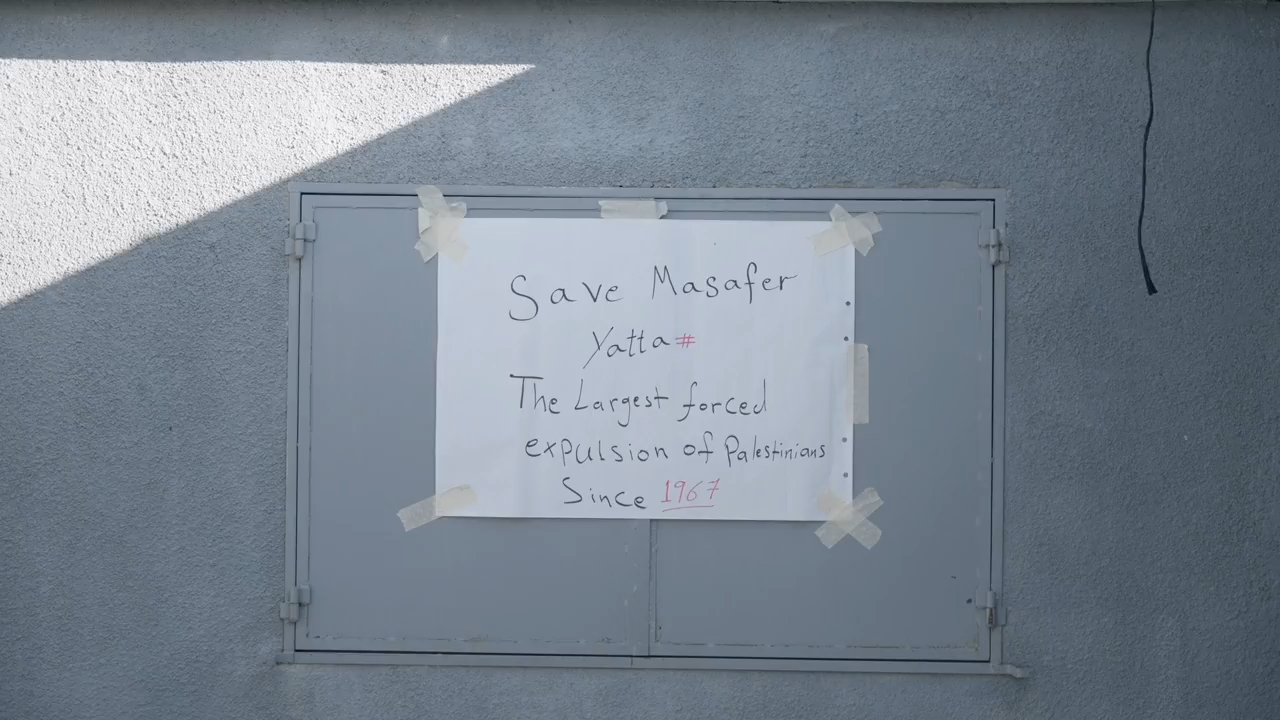 Save Masafer
Yatta#
The Largest forced
expulsion of Palestinians
Since 1967